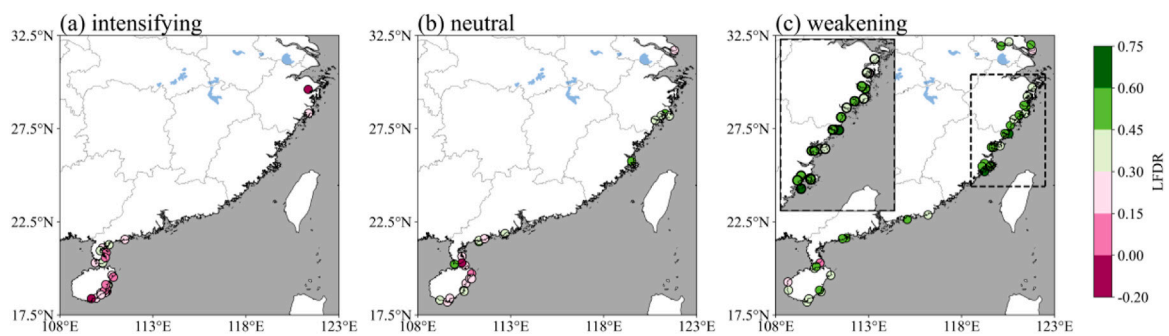 (a) intensifying
(b) neutral
(c) weakening
32.5°N
27.5°N
22.5°N
17.5°N
108°E
113°E
118°E
123°E
32.5°N
27.5°N
22.5°N
17.5°N
108°E
113°E
118°E
123°E
32.5°N
27.5°N
22.5°N
17.5°N
108°E
113°E
118°E
123°E
0.75
0.60
0.45
0.30
0.15
0.00
-0.20
LFDR